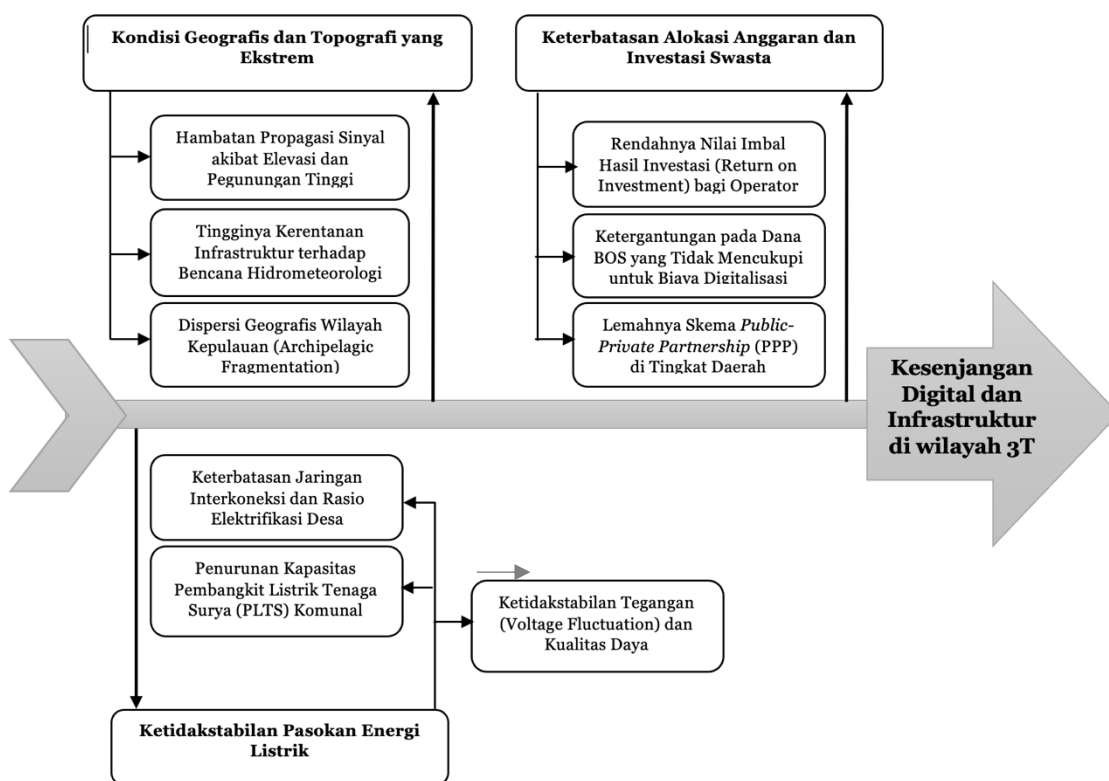 Kondisi Geografis dan Topografi yang
Ekstrem
Hambatan Propagasi Sinyal
akibat Elevasi dan
Pegunungan Tinggi
Tingginya Kerentanan
Infrastruktur terhadap
Bencana Hidrometeorologi
Dispersi Geografis Wilayah
Kepulauan (Archipelagic
Fragmentation)
Keterbatasan Alokasi Anggaran dan
Investasi Swasta
Rendahnya Nilai Imbal
Hasil Investasi (Return on
Investment) bagi Operator
Ketergantungan pada Dana
BOS yang Tidak Mencukupi
untuk Biaya Digitalisasi
Lemahnya Skema Public-
Private Partnership (PPP)
di Tingkat Daerah
Kesenjangan
Digital dan
Infrastruktur
di wilayah 3T
Keterbatasan Jaringan
Interkoneksi dan Rasio
Elektrifikasi Desa
Penurunan Kapasitas
Pembangkit Listrik Tenaga
Surya (PLTS) Komunal
Ketidakstabilan Tegangan
(Voltage Fluctuation) dan
Kualitas Daya
Ketidakstabilan Pasokan Energi
Listrik